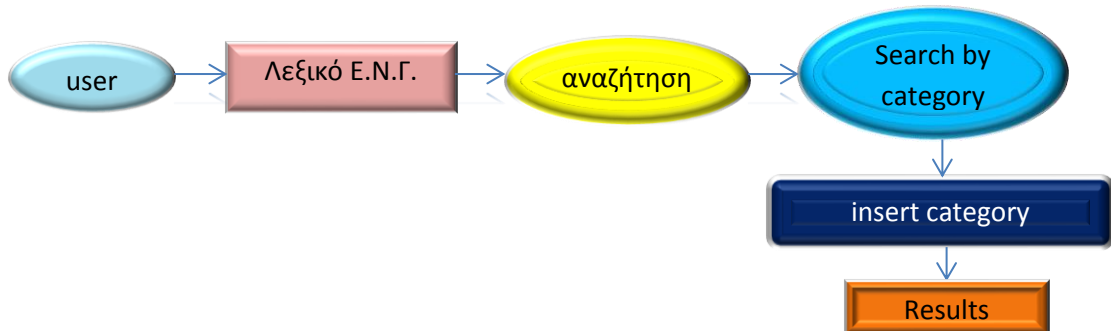 user
Λεξικό Ε.Ν.Γ.
αναζήτηση
Search by
category
insert category
Results